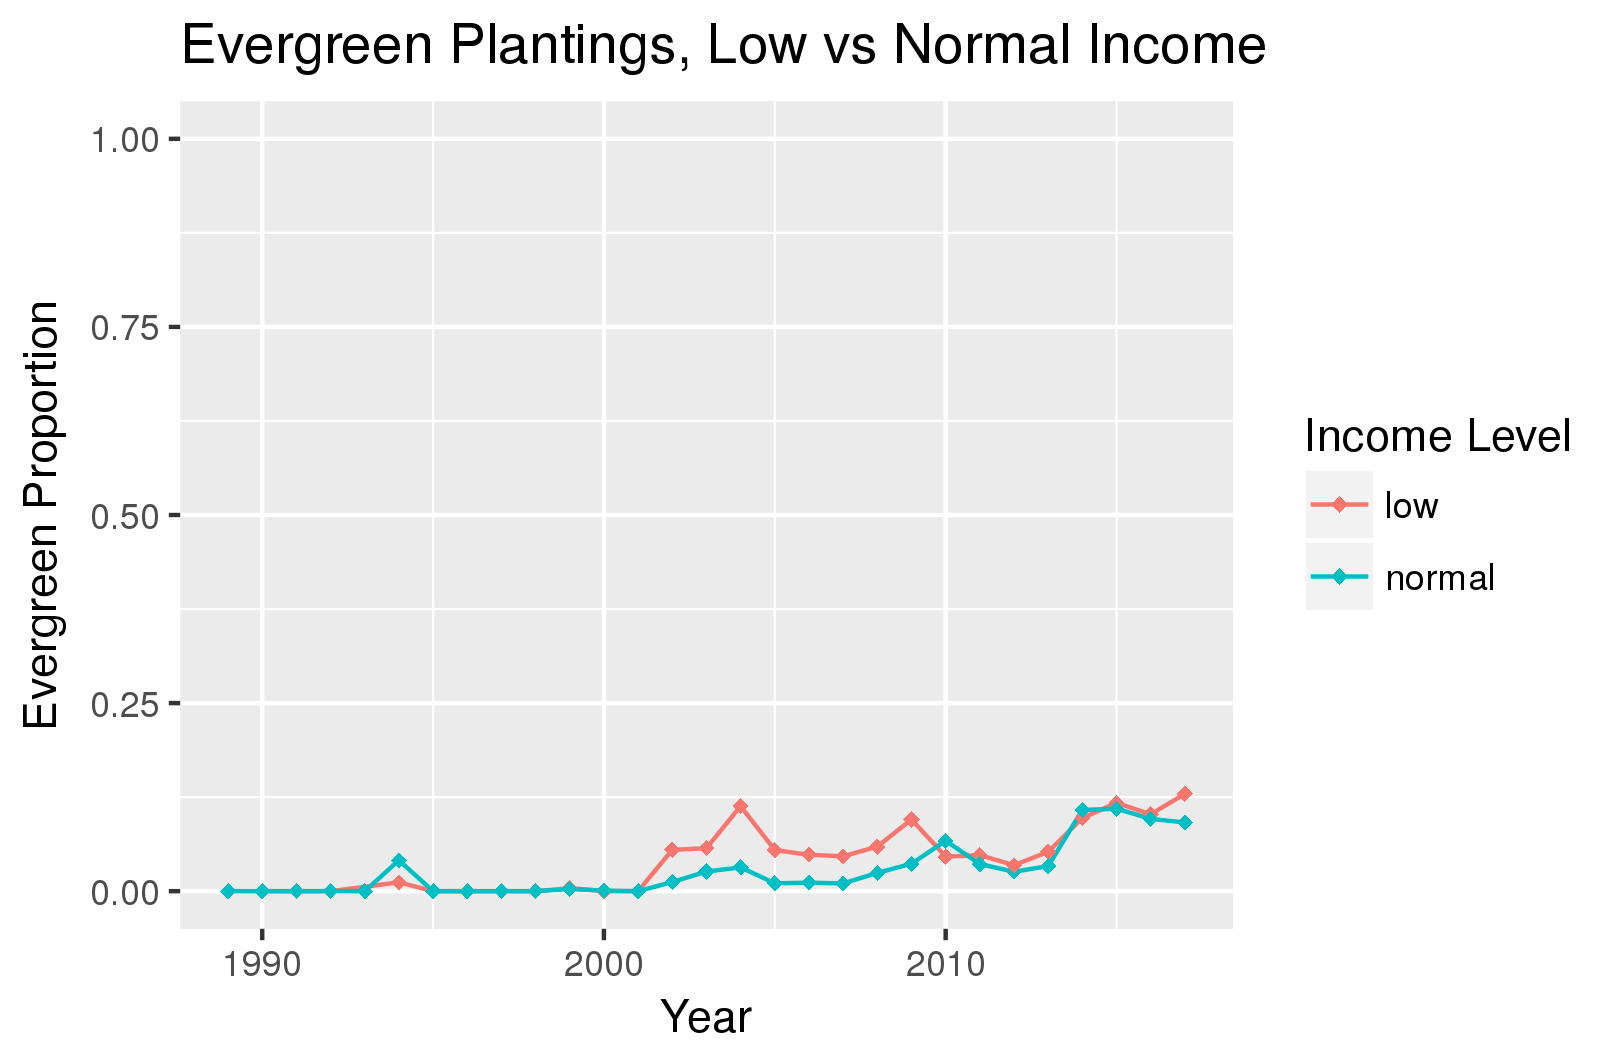 Evergreen Plantings, Low vs Normal Income
1.00
0.75
0.50
0.25
0.00
Evergreen Proportion
1990
2000
2010
Year
Income Level
low
normal